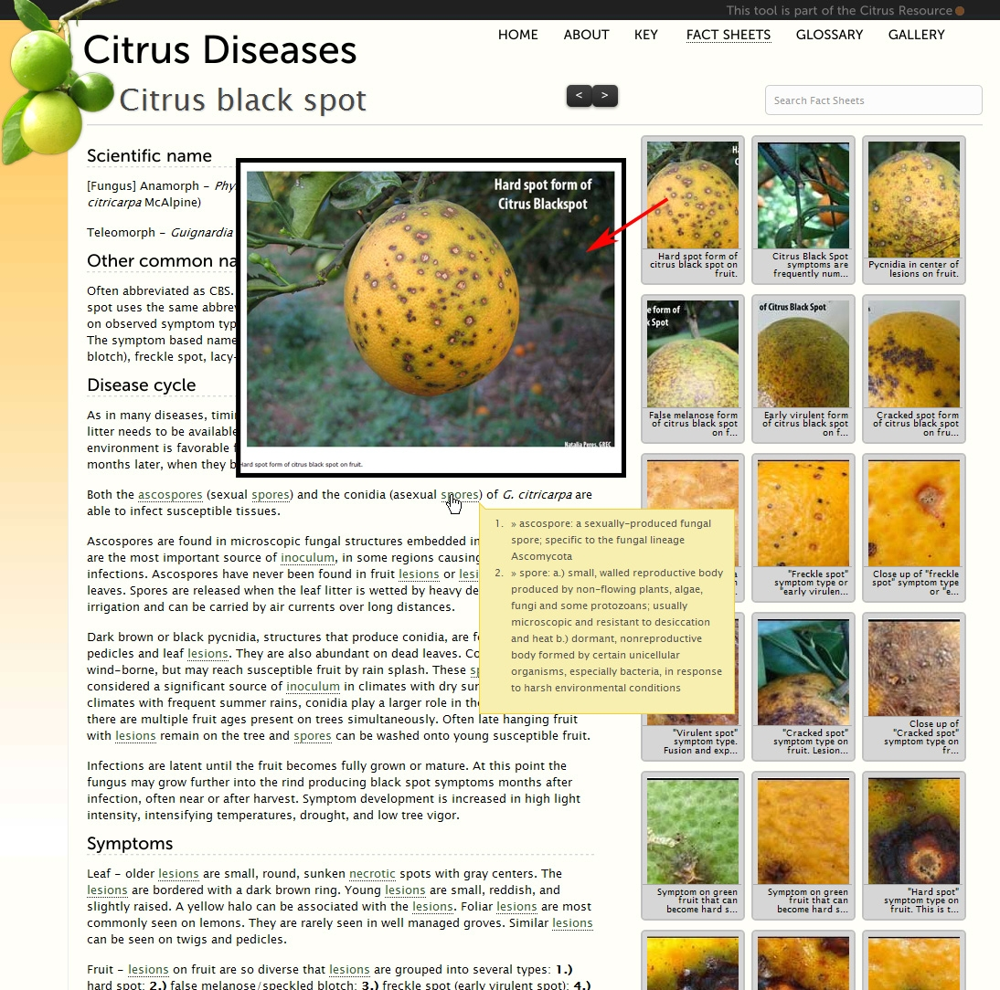 This tool is part of the Citrus Resource
Citrus Diseases
HOME ABOUT KEY FACT SHEETS GLOSSARY GALLERY
Citrus black spot
< >
Search Fact Sheets
Scientific name
[Fungus] Anamorph –
citricarpa McAlpine)
Teleomorph – Guignardia
Other common
Often abbreviated as CBS.
spot uses the same
on observed symptom
The symptom based name
blotch), freckle spot,
Hard spot form of
Citrus Blackspot
Natalia Peres, GREC
Hard spot form of citrus black spot on fruit.
Disease cycle
As in many diseases,
litter needs to be available
environment is favorable
months later, when they
Both the ascospores (sexual spores) and the conidia (asexual spores) of G. citricarpa are
able to infect susceptible tissues.
Ascospores are found in microscopic fungal structures embedded in
are the most important source of inoculum, in some regions causing
infections. Ascospores have never been found in fruit lesions or
leaves. Spores are released when the leaf litter is wetted by heavy
irrigation and can be carried by air currents over long distances.
Dark brown or black pycnidia, structures that produce conidia, are
pedicles and leaf lesions. They are also abundant on dead leaves.
wind-borne, but may reach susceptible fruit by rain splash. These
considered a significant source of inoculum in climates with dry
climates with frequent summer rains, conidia play a larger role in
there are multiple fruit ages present on trees simultaneously. Often late hanging fruit
with lesions remain on the tree and spores can be washed onto young susceptible fruit.
Infections are latent until the fruit becomes fully grown or mature. At this point the
fungus may grow further into the rind producing black spot symptoms months after
infection, often near or after harvest. Symptom development is increased in high light
intensity, intensifying temperatures, drought, and low tree vigor.
Symptoms
Leaf – older lesions are small, round, sunken necrotic spots with gray centers. The
lesions are bordered with a dark brown ring. Young lesions are small, reddish, and
slightly raised. A yellow halo can be associated with the lesions. Foliar lesions are most
commonly seen on lemons. They are rarely seen in well managed groves. Similar lesions
can be seen on twigs and pedicles.
Fruit – lesions on fruit are so diverse that lesions are grouped into several types: 1.)
hard spot; 2.) false melanose/speckled blotch; 3.) freckle spot (early virulent spot); 4.)
1. » ascospore: a sexually-produced fungal
spore; specific to the fungal lineage
Ascomycota
2. » spore: a.) small, walled reproductive body
produced by non-flowing plants, algae,
fungi and some protozoans; usually
microscopic and resistant to desiccation
and heat b.) dormant, nonreproductive
body formed by certain unicellular
organisms, especially bacteria, in response
to harsh environmental conditions
Hard spot form of
citrus black spot on
fruit.
Citrus Black Spot
symptoms are
frequently num...
Pycnidia in center of
lesions on fruit.
e form of
k Spot
False melanose form
of citrus black spot
on f...
of Citrus Black Spot
Early virulent form
of citrus black spot
on f...
Cracked spot form
of citrus black spot
on fru...
"Freckle spot"
symptom type or
"early virulen...
Close up of "freckle
spot" symptom type
or "e...
"Virulent spot"
symptom type.
Fusion and exp...
"Cracked spot"
symptom type on
fruit. Lesion...
Close up of
"Cracked spot"
symptom type on
fr...
Symptom on green
fruit that can
become hard s...
Symptom on green
fruit that can
become hard s...
"Hard spot"
symptom type on
fruit. This is t...